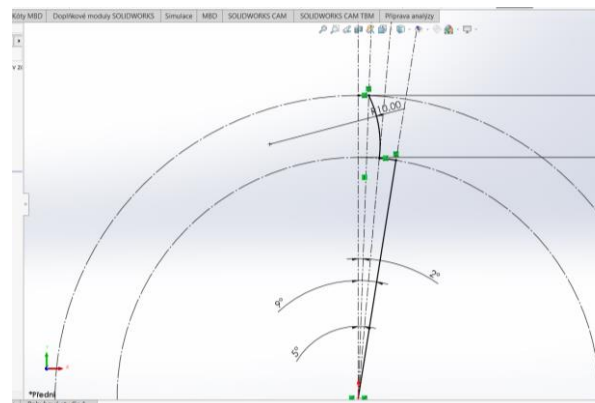 Kóty MBD Doplňkové moduly SOLIDWORKS Simulace MBD SOLIDWORKS CAM SOLIDWORKS CAM TBM Příprava analýzy
R10.00
2°
9°
5°
*Přední